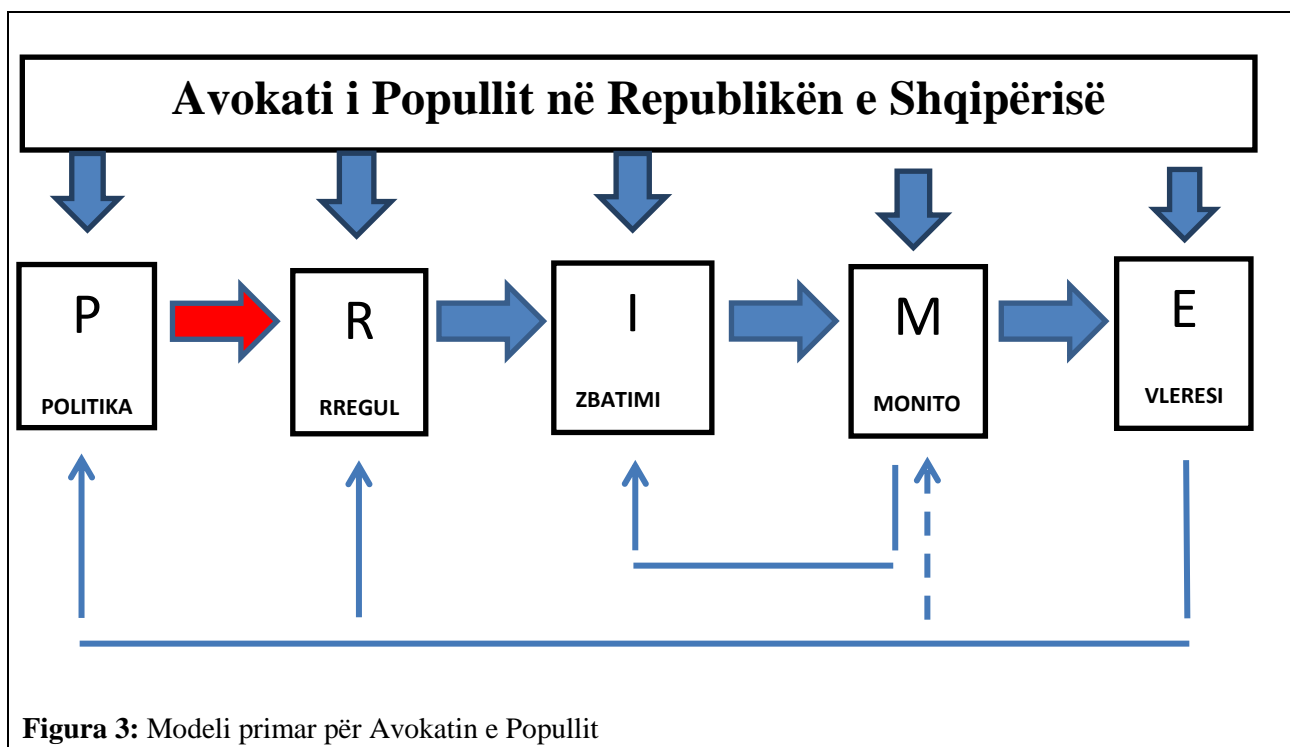 Avokati i Popullit në Republikën e Shqipërisë
P
R
I
M
E
POLITIKA
RREGUL
ZBATIMI
MONITO
VLERESI
Figura 3: Modeli primar për Avokatin e Popullit